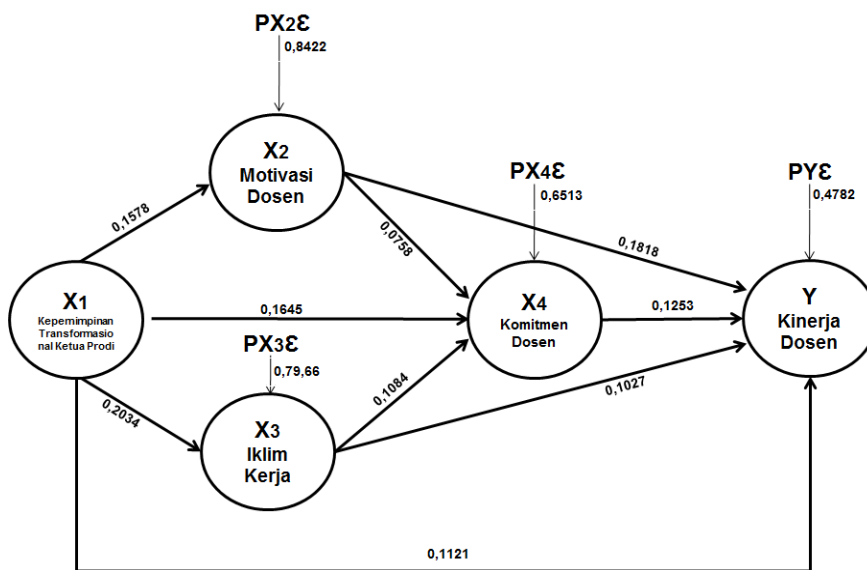 PX2Ɛ
0,8422
X2
Motivasi
Dosen
PX4Ɛ
0,6513
PYƐ
0,4782
0,1578
0,0758
0,1818
X1
Kepemimpinan
Transformasio
nal Ketua Prodi
0,1645
X4
Komitmen
Dosen
0,1253
Y
Kinerja
Dosen
PX3Ɛ
0,79,66
0,2034
0,1084
0,1027
X3
Iklim
Kerja
0,1121